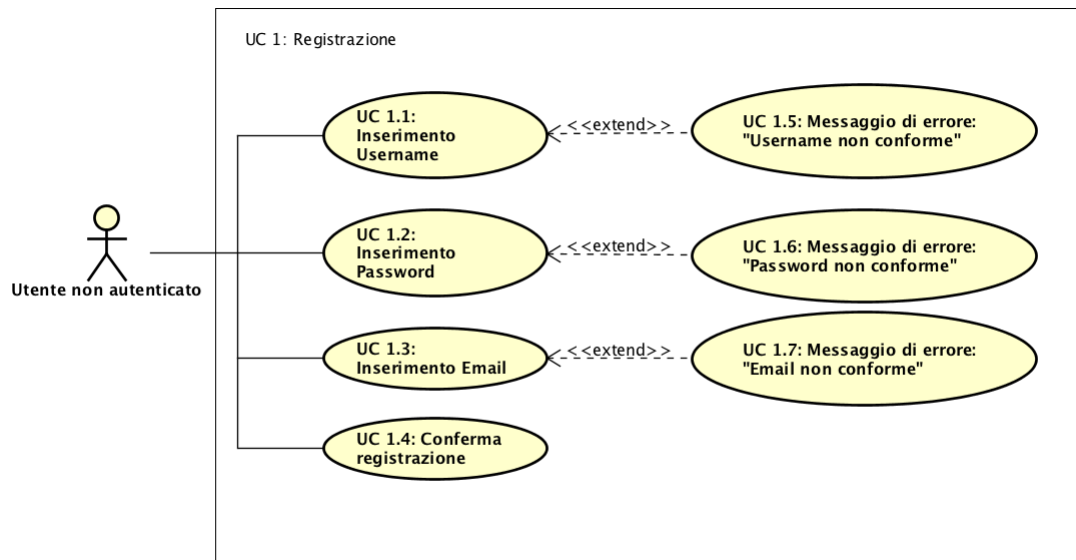 UC 1: Registrazione
UC 1.1:
Inserimento
Username
<<extend>>
UC 1.5: Messaggio di errore:
"Username non conforme"
Utente non autenticato
UC 1.2:
Inserimento
Password
<<extend>>
UC 1.6: Messaggio di errore:
"Password non conforme"
UC 1.3:
Inserimento Email
<<extend>>
UC 1.7: Messaggio di errore:
"Email non conforme"
UC 1.4: Conferma
registrazione